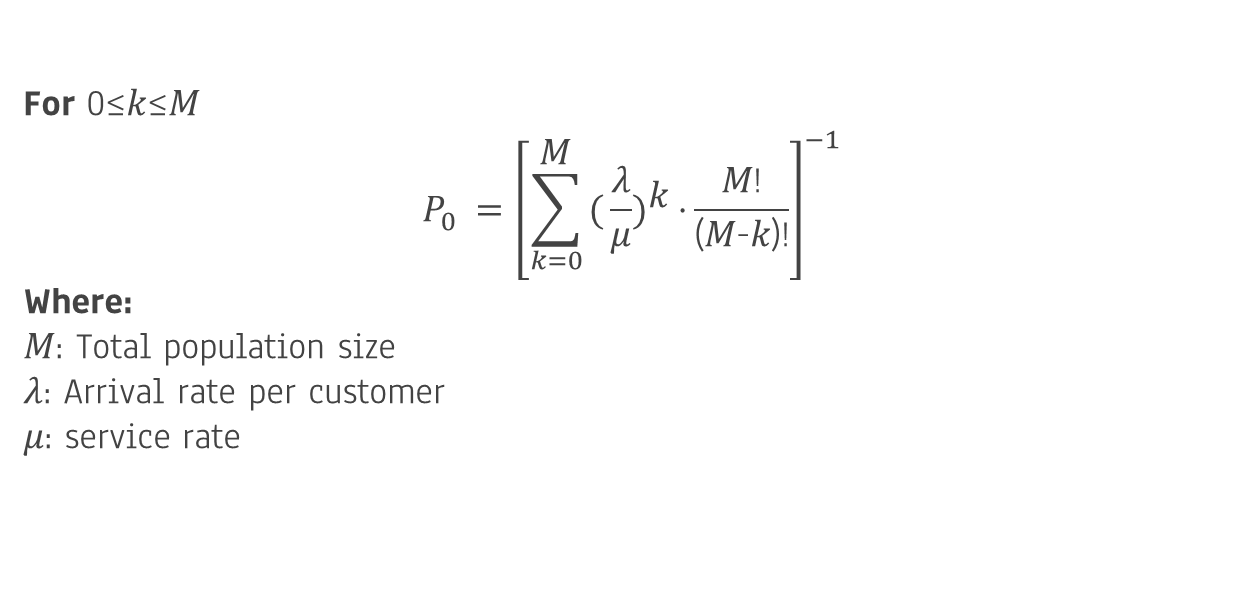 For 0≤k≤M
P₀ = [∑_{k=0}^{M} (λ/μ)^k · M!/(M-k)!]^{−1}
Where:
M: Total population size
λ: Arrival rate per customer
μ: service rate